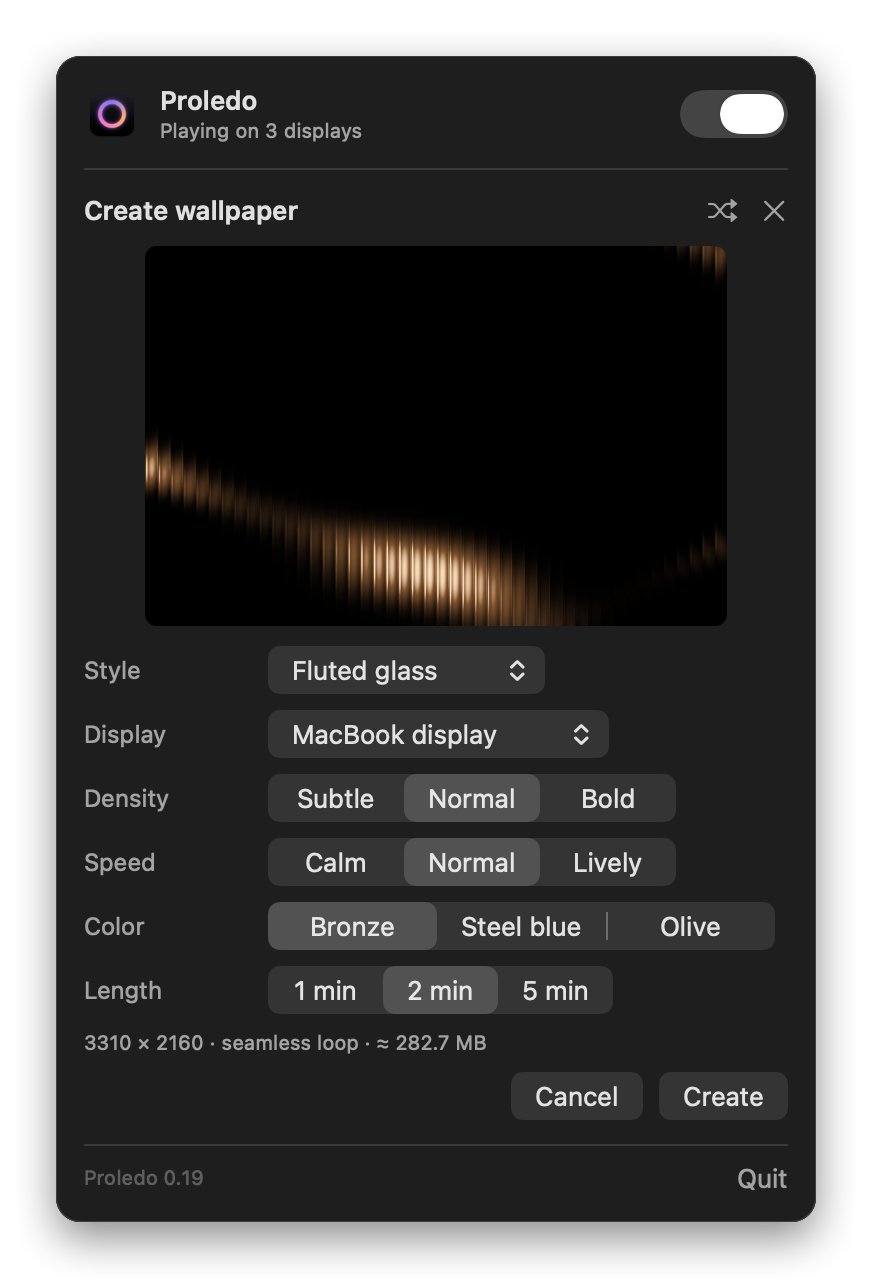 Proledo
Playing on 3 displays
Create wallpaper
Style Fluted glass
Display MacBook display
Density Subtle Normal Bold
Speed Calm Normal Lively
Color Bronze Steel blue Olive
Length 1 min 2 min 5 min
3310 × 2160 · seamless loop · ≈ 282.7 MB
Cancel Create
Proledo 0.19 Quit